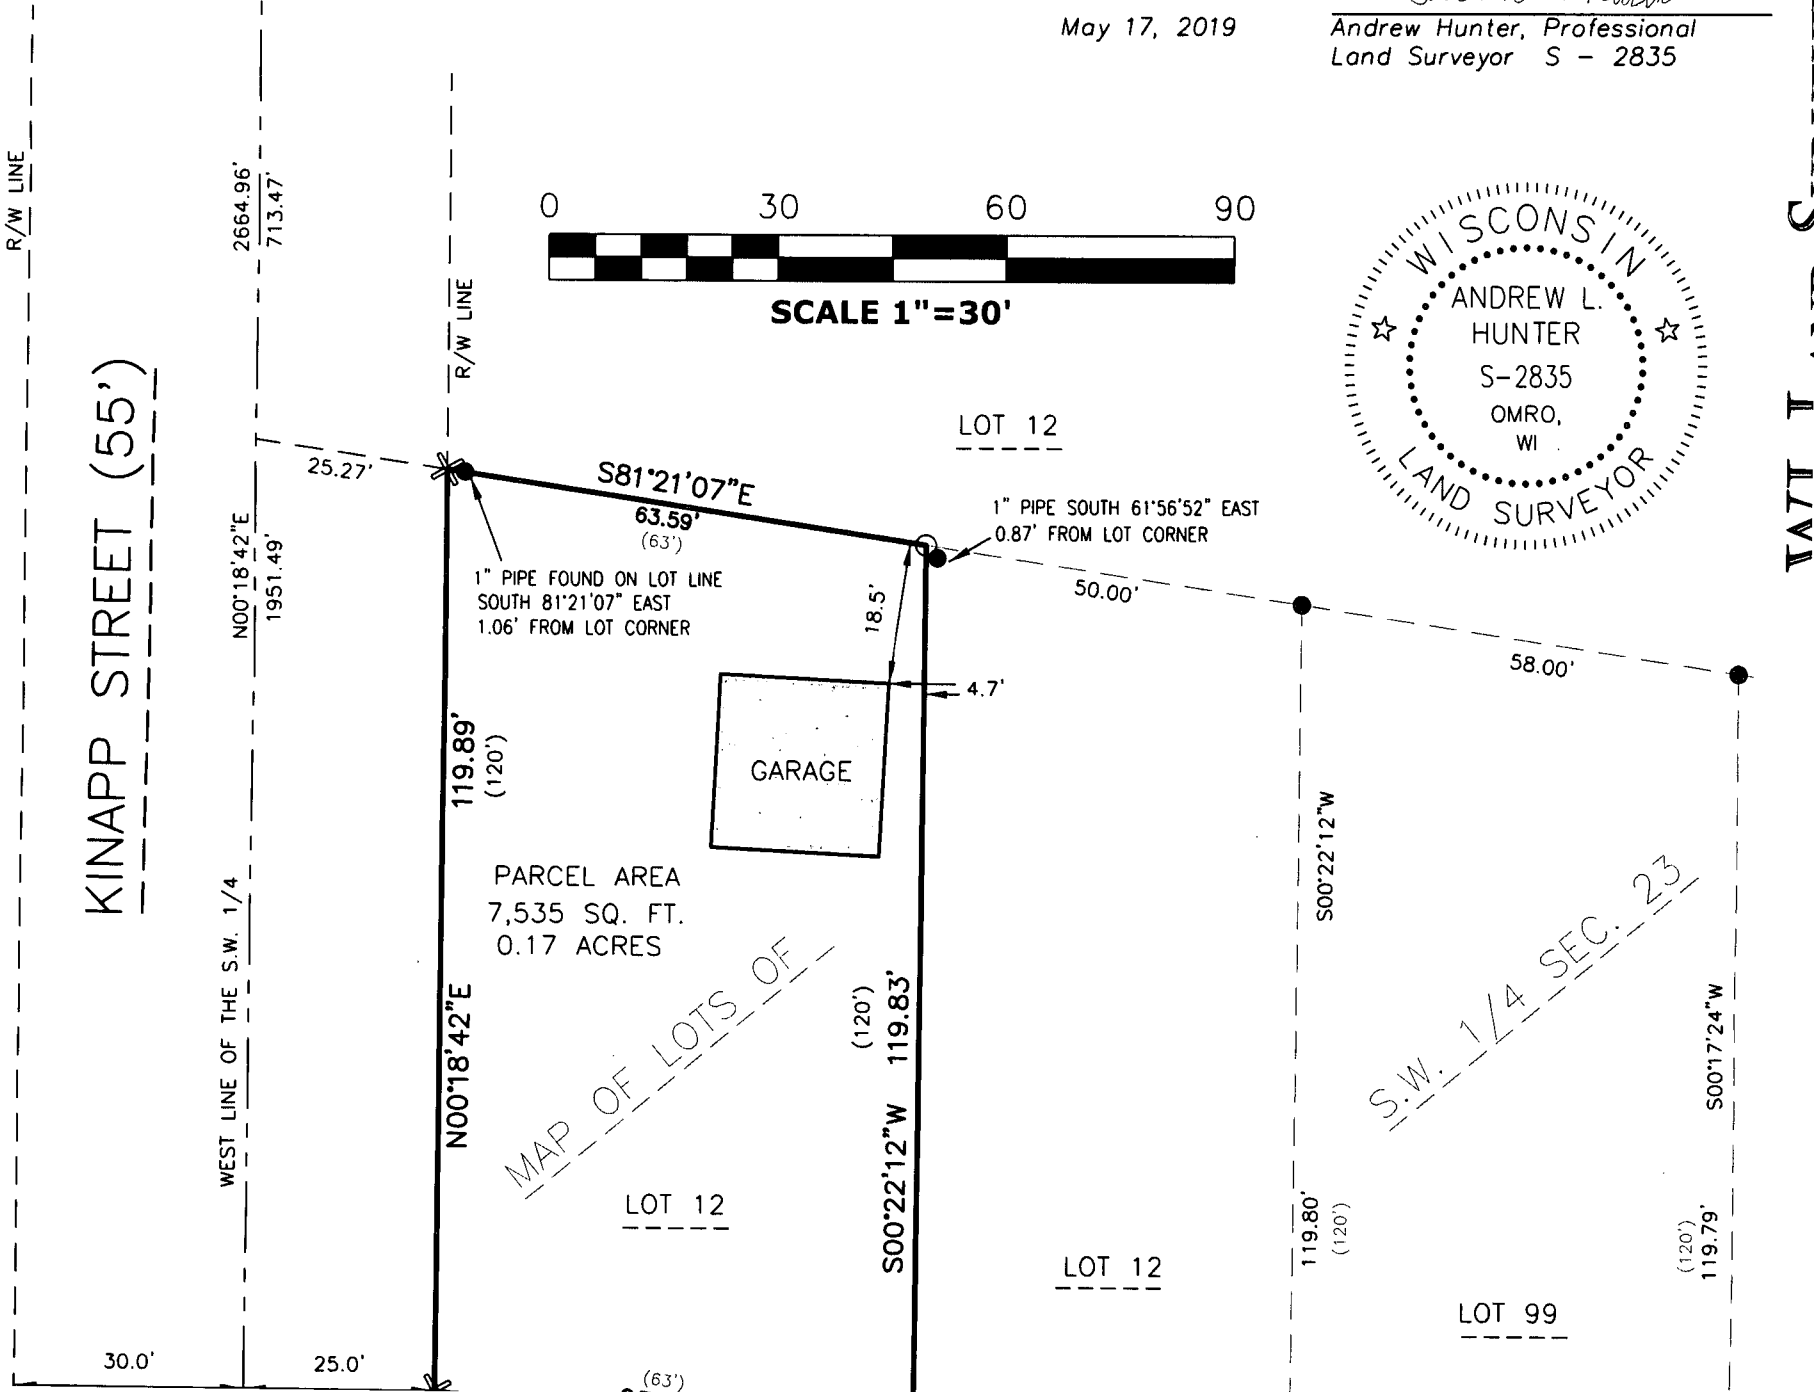 May 17, 2019
Andrew Hunter, Professional
Land Surveyor S - 2835
R/W LINE
2664.96'
713.47'
R/W LINE
0 30 60 90
SCALE 1"=30'
WISCONSIN
ANDREW L.
HUNTER
S-2835
OMRO,
WI
LAND SURVEYOR
KINAPP STREET (55')
LOT 12
25.27'
S81°21'07"E
63.59'
(63')
1" PIPE SOUTH 61°56'52" EAST
0.87' FROM LOT CORNER
1" PIPE FOUND ON LOT LINE
SOUTH 81°21'07" EAST
1.06' FROM LOT CORNER
N00°18'42"E
1951.49'
18.5'
50.00'
58.00'
4.7'
GARAGE
119.89'
(120')
PARCEL AREA
7,535 SQ. FT.
0.17 ACRES
S00°22'12"W
S.W. 1/4 SEC. 23
WEST LINE OF THE S.W. 1/4
N00°18'42"E
MAP OF LOTS OF
(120')
119.83'
S00°22'12"W
S00°17'24"W
LOT 12
LOT 12
119.80'
(120')
(120')
119.79'
LOT 99
30.0'
25.0'
(63')